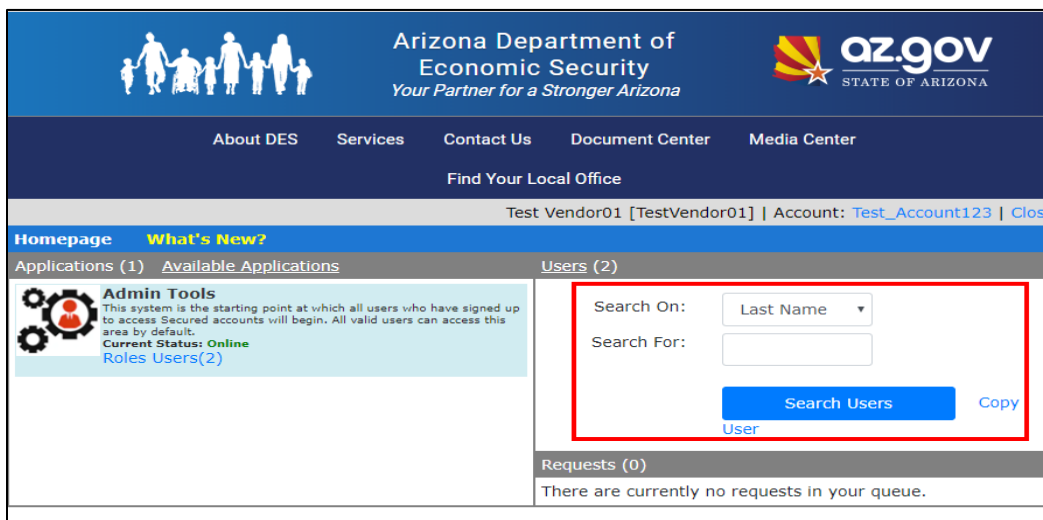 Arizona Department of
Economic Security
Your Partner for a Stronger Arizona
az.gov
STATE OF ARIZONA
About DES Services Contact Us Document Center Media Center
Find Your Local Office
Test Vendor01 [TestVendor01] | Account: Test_Account123 | Clos
Homepage What's New?
Applications (1) Available Applications
Admin Tools
This system is the starting point at which all users who have signed up
to access Secured accounts will begin. All valid users can access this
area by default.
Current Status: Online
Roles Users(2)
Users (2)
Search On: Last Name
Search For:
Search Users Copy
User
Requests (0)
There are currently no requests in your queue.